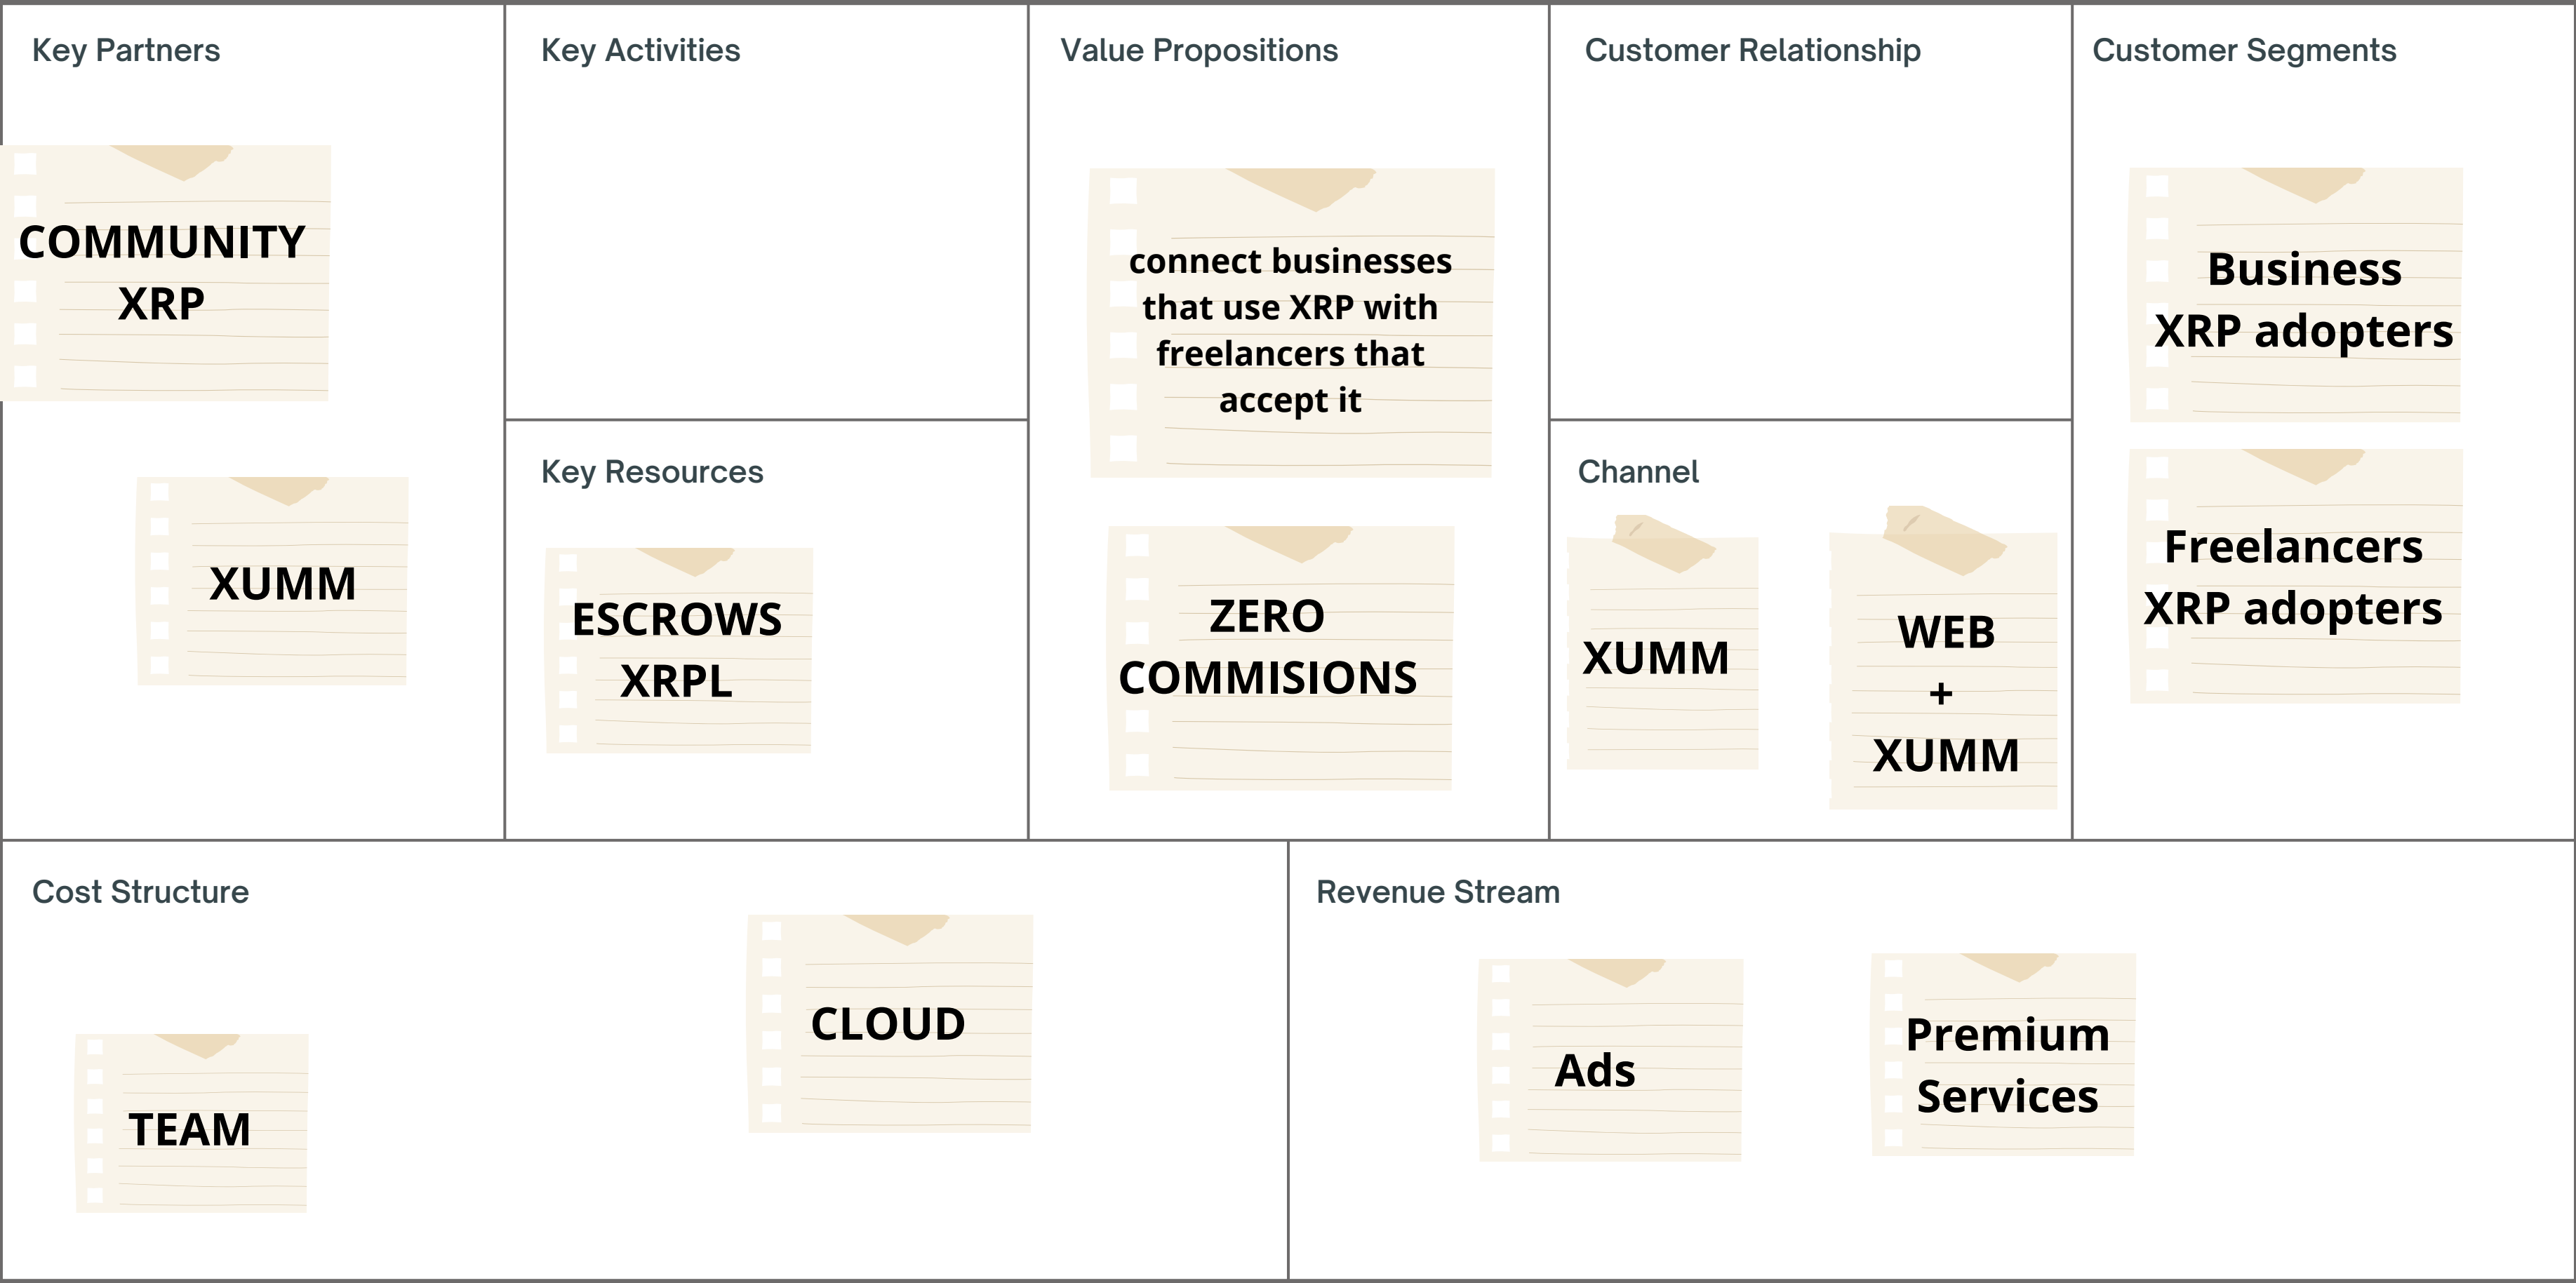 Key Partners
COMMUNITY
XRP
XUMM
Key Activities
Key Resources
ESCROWS
XRPL
Value Propositions
connect businesses
that use XRP with
freelancers that
accept it
ZERO
COMMISIONS
Customer Relationship
Channel
XUMM
WEB
+
XUMM
Customer Segments
Business
XRP adopters
Freelancers
XRP adopters
Cost Structure
TEAM
CLOUD
Revenue Stream
Ads
Premium
Services